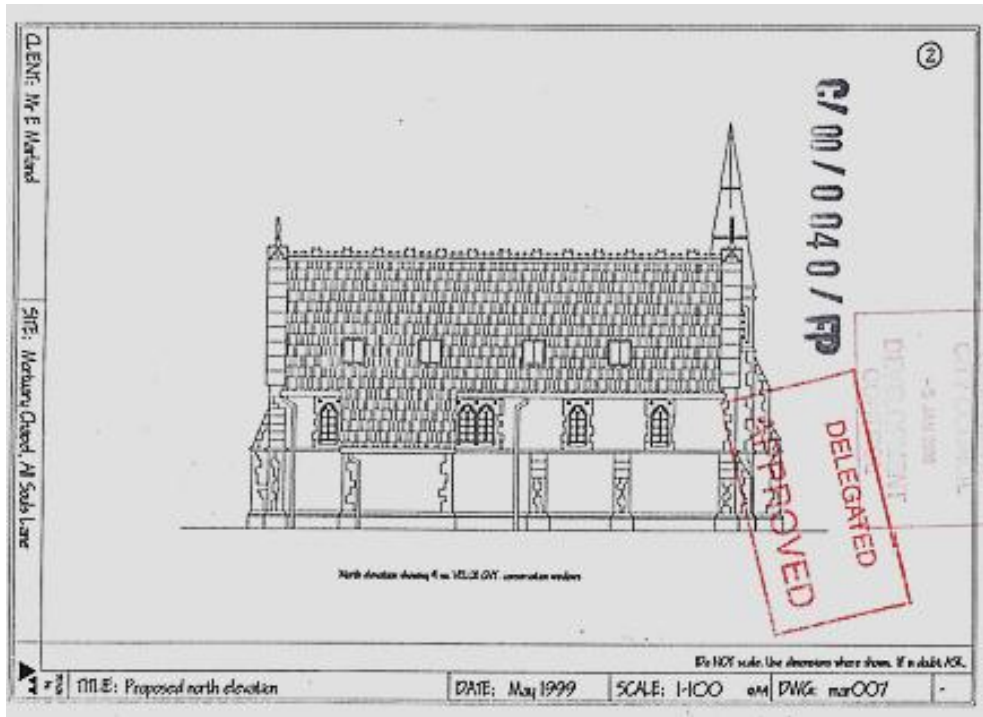 2
CLIENT: Mr E Morland
SITE: Mortuary Chapel, All Souls Lane
C/00/0040/FP
DELEGATED
APPROVED
North elevation showing 4 no. VELUX conservation windows
Do NOT scale. Use dimensions where shown. If in doubt, ASK.
TITLE: Proposed north elevation
DATE: May 1999
SCALE: 1-100
DWG: mar007
-